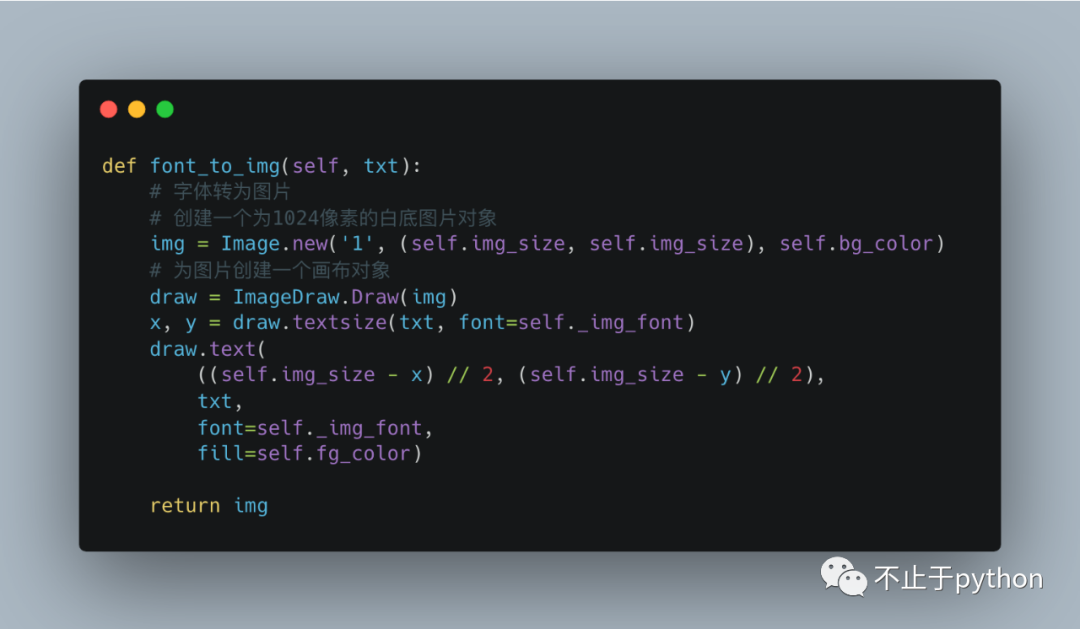 def font_to_img(self, txt):
    # 字体转为图片
    # 创建一个为1024像素的白底图片对象
    img = Image.new('1', (self.img_size, self.img_size), self.bg_color)
    # 为图片创建一个画布对象
    draw = ImageDraw.Draw(img)
    x, y = draw.textsize(txt, font=self._img_font)
    draw.text(
        ((self.img_size - x) // 2, (self.img_size - y) // 2),
        txt,
        font=self._img_font,
        fill=self.fg_color)
    return img
不止于python